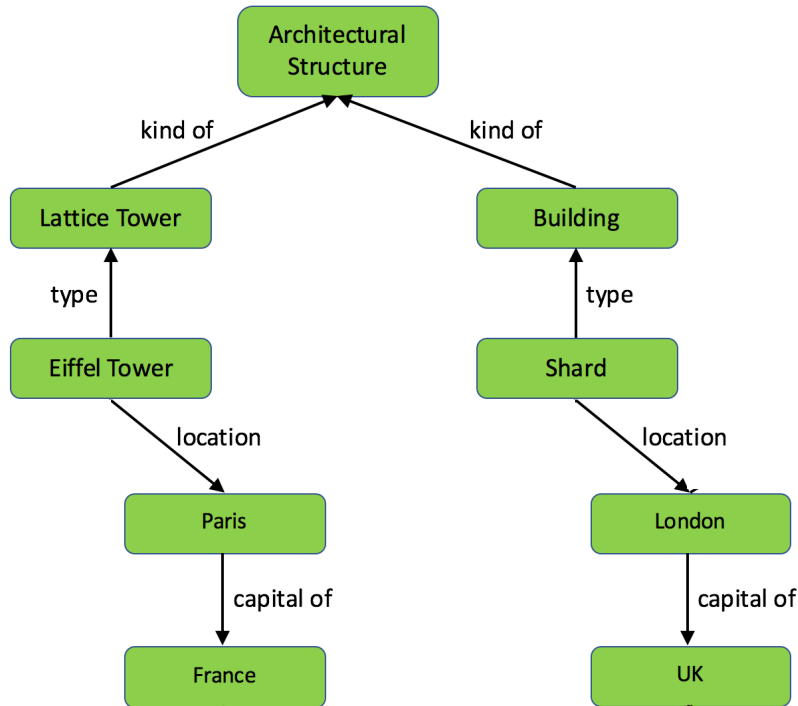 Architectural
Structure
kind of
kind of
Lattice Tower
Building
type
type
Eiffel Tower
Shard
location
location
Paris
London
capital of
capital of
France
UK